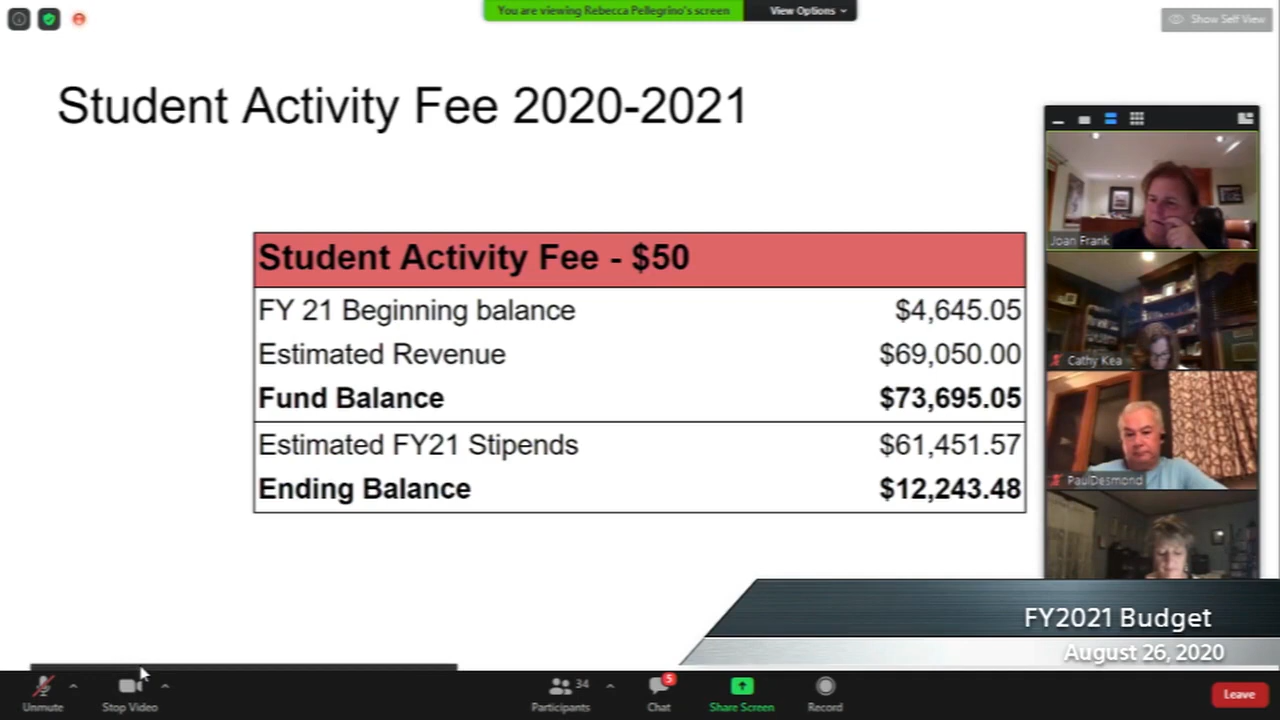 You are viewing Rebecca Pellegrino's screen
View Options
Show Self View
Student Activity Fee 2020-2021
Student Activity Fee - $50
FY 21 Beginning balance $4,645.05
Estimated Revenue $69,050.00
Fund Balance $73,695.05
Estimated FY21 Stipends $61,451.57
Ending Balance $12,243.48
Joan Frank
Cathy Kea
PaulDesmond
FY2021 Budget
August 26, 2020
Unmute
Stop Video
34
Participants
5
Chat
Share Screen
Record
Leave